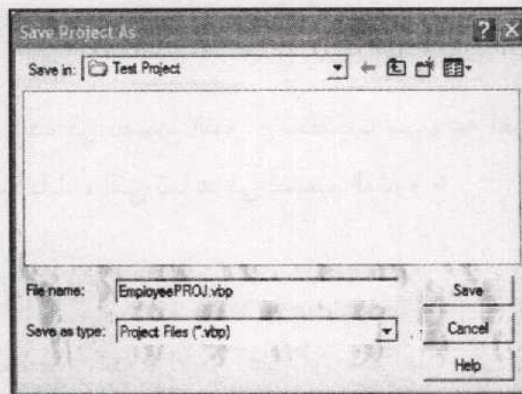 Save Project As
Save in: Test Project
File name: EmployeePROJ.vbp
Save
Save as type: Project Files (*.vbp)
Cancel
Help